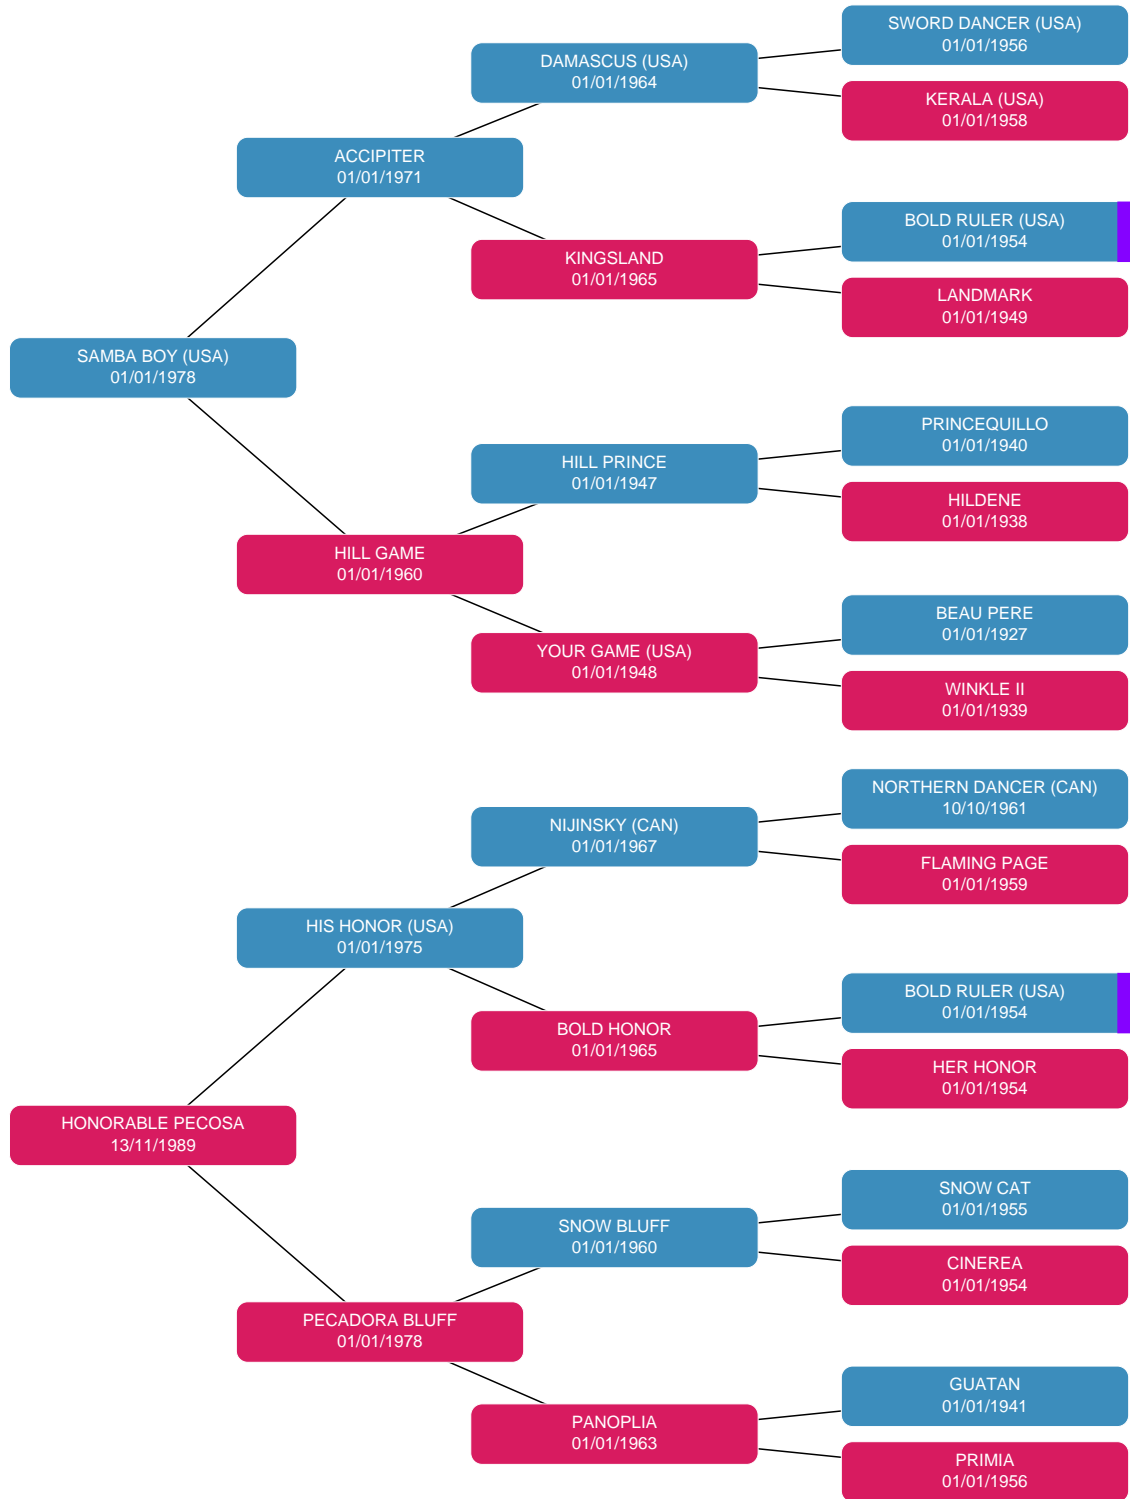 SWORD DANCER (USA)
01/01/1956
DAMASCUS (USA)
01/01/1964
KERALA (USA)
01/01/1958
ACCIPITER
01/01/1971
BOLD RULER (USA)
01/01/1954
KINGSLAND
01/01/1965
LANDMARK
01/01/1949
SAMBA BOY (USA)
01/01/1978
PRINCEQUILLO
01/01/1940
HILL PRINCE
01/01/1947
HILDENE
01/01/1938
HILL GAME
01/01/1960
BEAU PERE
01/01/1927
YOUR GAME (USA)
01/01/1948
WINKLE II
01/01/1939
NORTHERN DANCER (CAN)
10/10/1961
NIJINSKY (CAN)
01/01/1967
FLAMING PAGE
01/01/1959
HIS HONOR (USA)
01/01/1975
BOLD RULER (USA)
01/01/1954
BOLD HONOR
01/01/1965
HER HONOR
01/01/1954
HONORABLE PECOSA
13/11/1989
SNOW CAT
01/01/1955
SNOW BLUFF
01/01/1960
CINEREA
01/01/1954
PECADORA BLUFF
01/01/1978
GUATAN
01/01/1941
PANOPLIA
01/01/1963
PRIMIA
01/01/1956